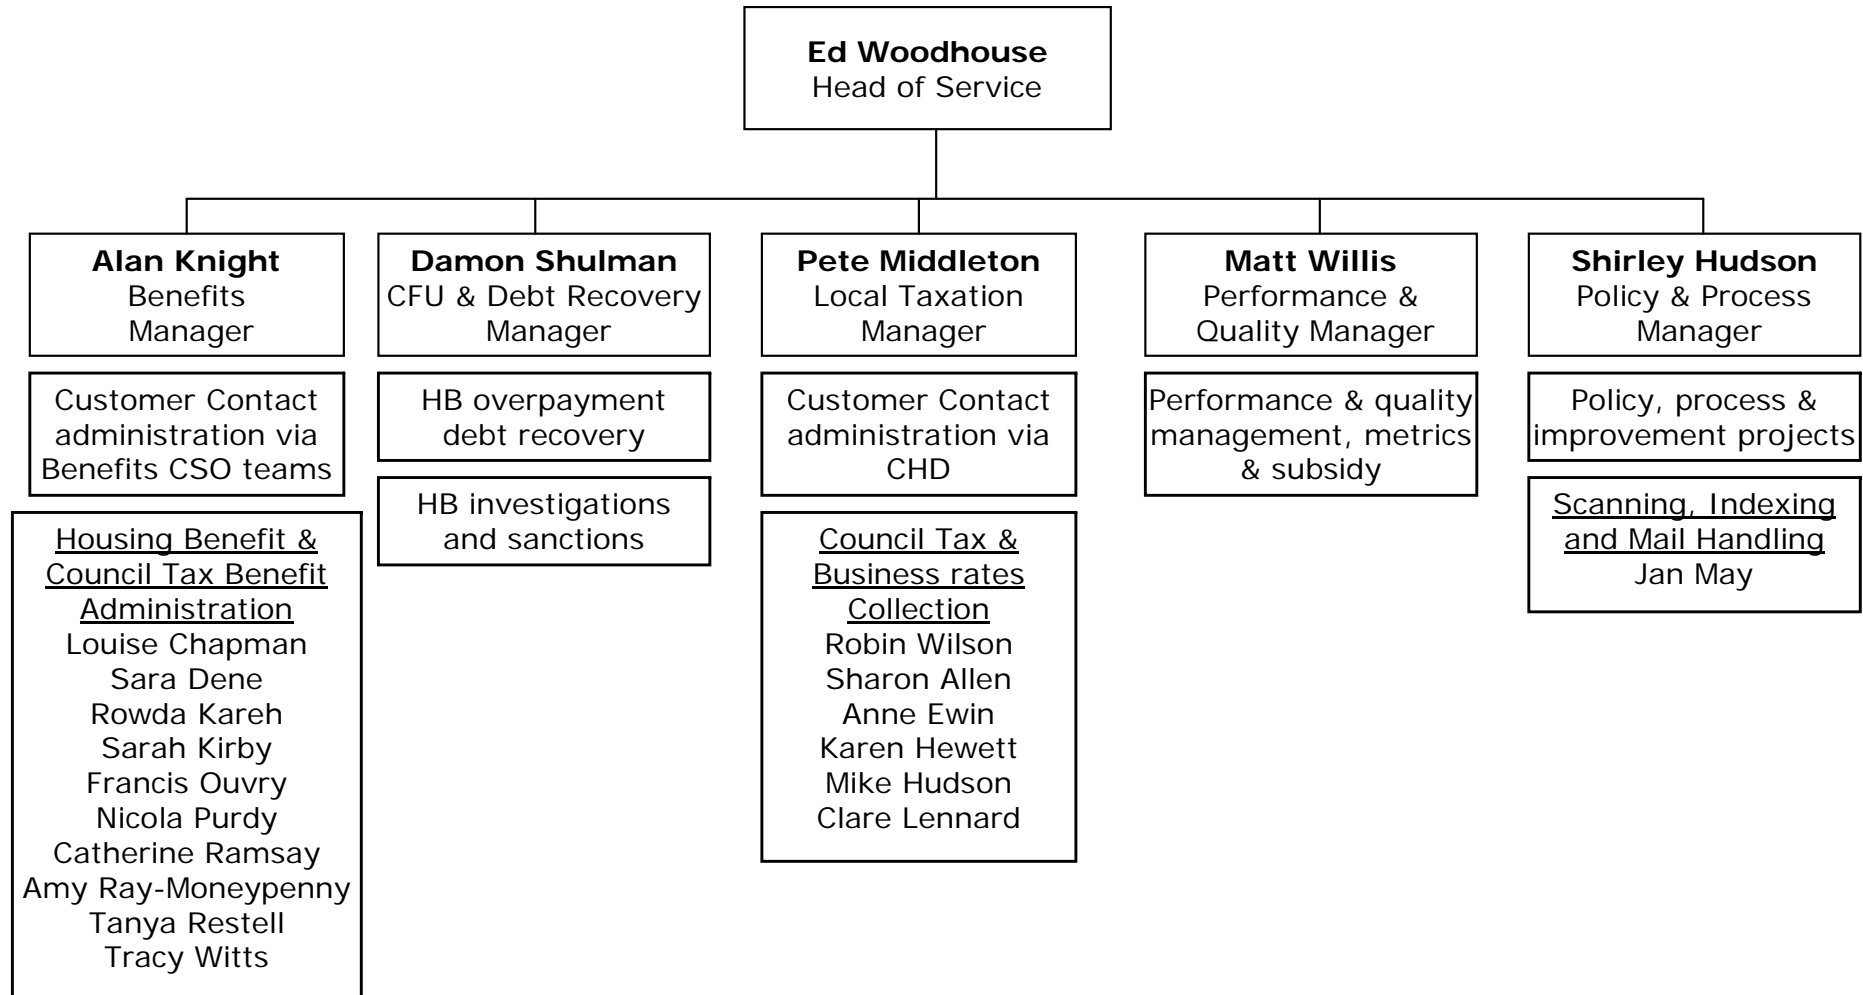 Ed Woodhouse
Head of Service
Alan Knight
Benefits
Manager
Customer Contact
administration via
Benefits CSO teams
Housing Benefit &
Council Tax Benefit
Administration
Louise Chapman
Sara Dene
Rowda Kareh
Sarah Kirby
Francis Ouvry
Nicola Purdy
Catherine Ramsay
Amy Ray-Moneypenny
Tanya Restell
Tracy Witts
Damon Shulman
CFU & Debt Recovery
Manager
HB overpayment
debt recovery
HB investigations
and sanctions
Pete Middleton
Local Taxation
Manager
Customer Contact
administration via
CHD
Council Tax &
Business rates
Collection
Robin Wilson
Sharon Allen
Anne Ewin
Karen Hewett
Mike Hudson
Clare Lennard
Matt Willis
Performance &
Quality Manager
Performance & quality
management, metrics
& subsidy
Shirley Hudson
Policy & Process
Manager
Policy, process &
improvement projects
Scanning, Indexing
and Mail Handling
Jan May